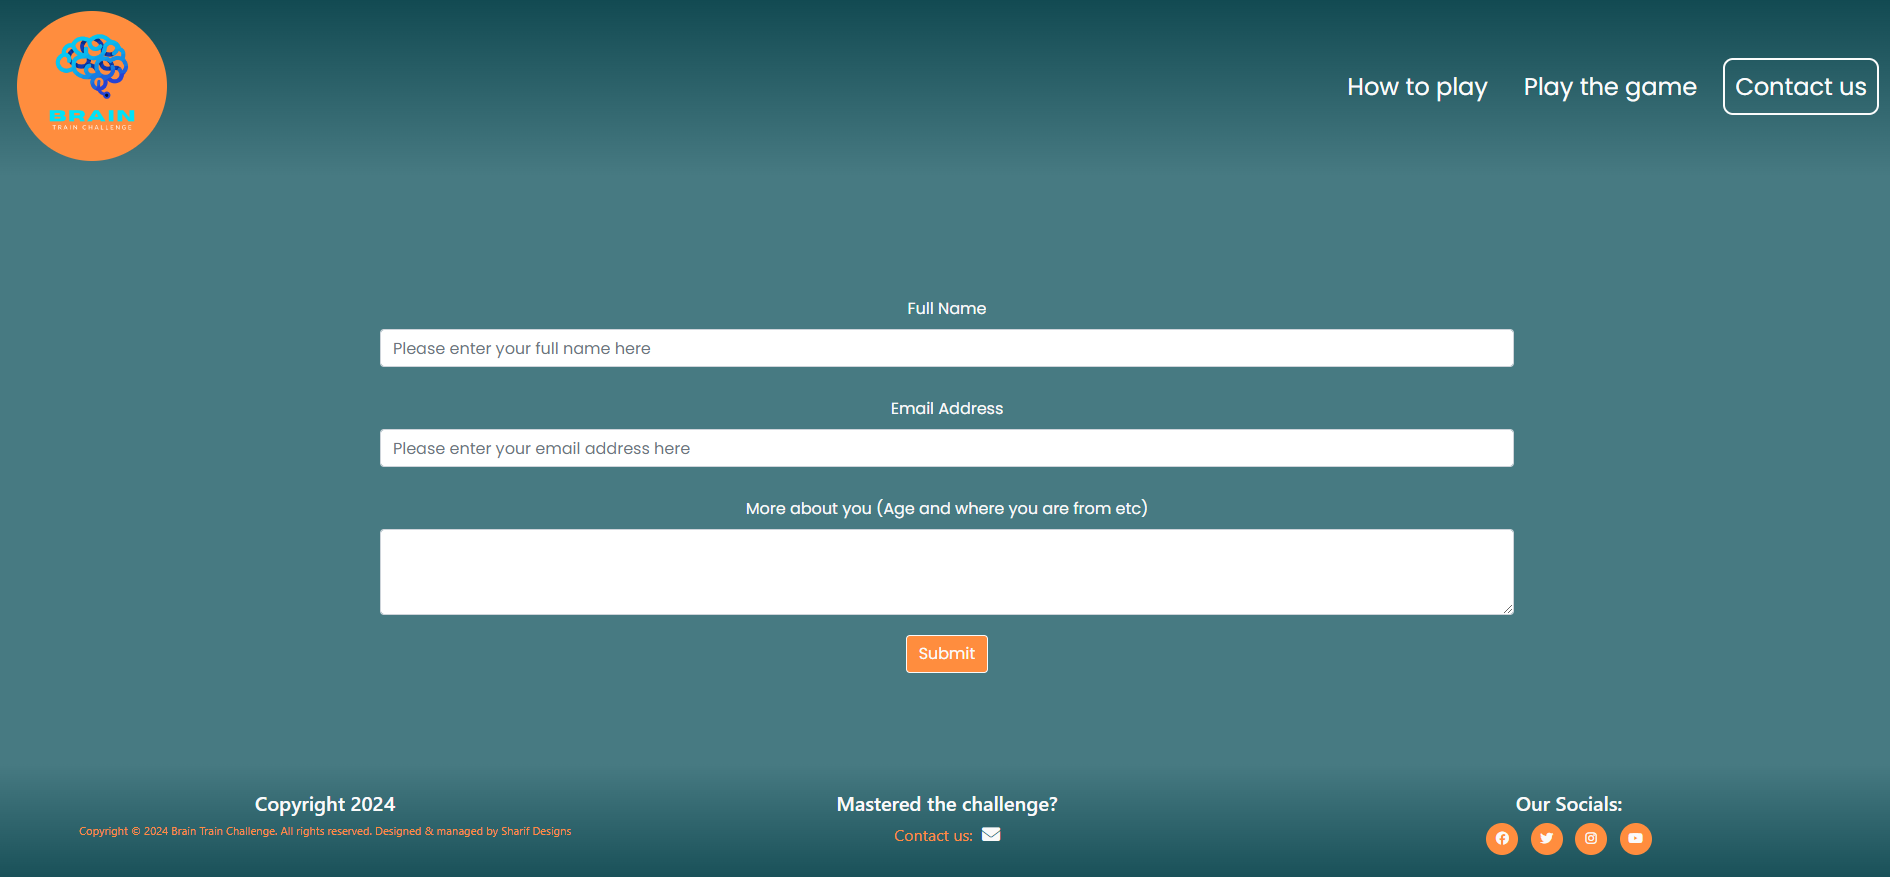 BRAIN
TRAIN CHALLENGE
How to play
Play the game
Contact us
Full Name
Please enter your full name here
Email Address
Please enter your email address here
More about you (Age and where you are from etc)
Submit
Copyright 2024
Copyright © 2024 Brain Train Challenge. All rights reserved. Designed & managed by Sharif Designs
Mastered the challenge?
Contact us:
Our Socials: